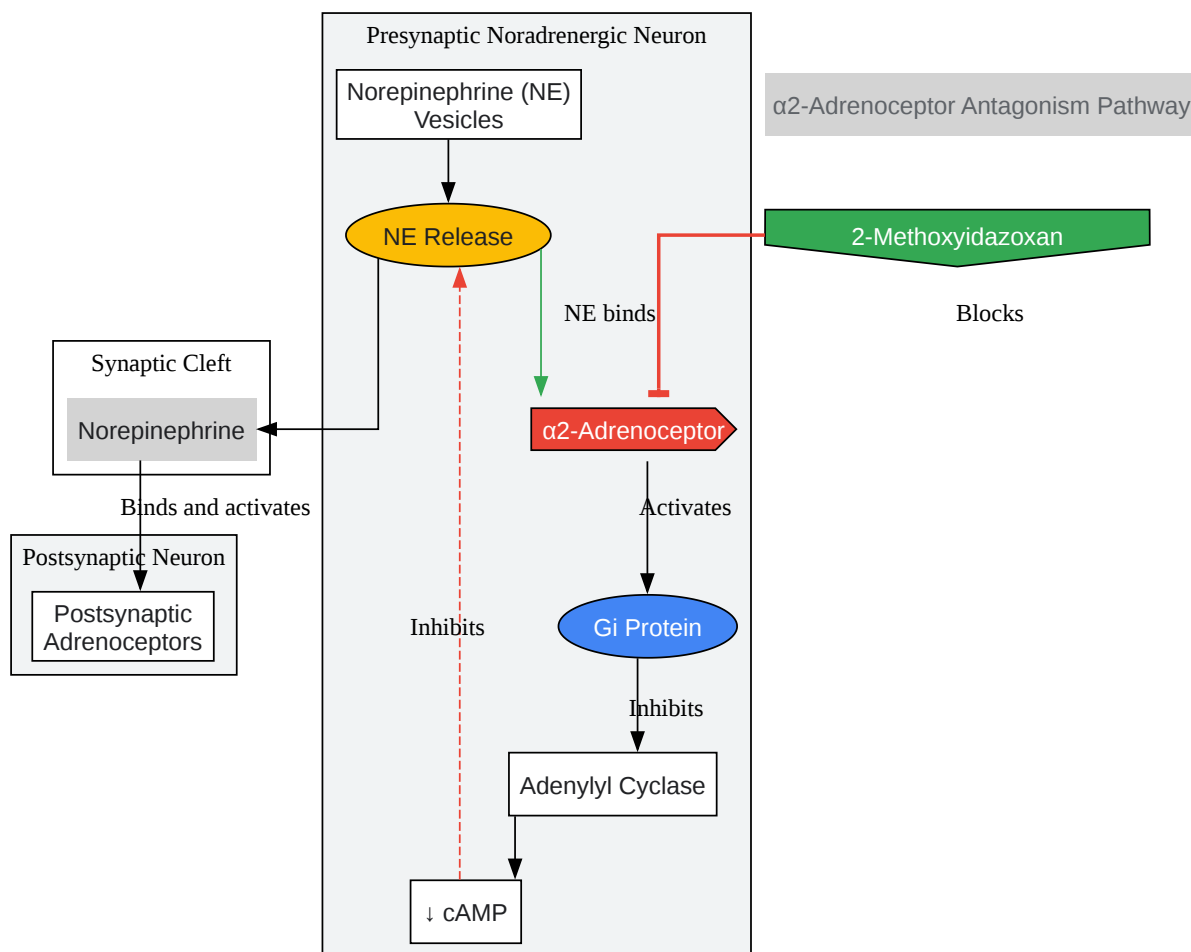 Presynaptic Noradrenergic Neuron
Norepinephrine (NE)
Vesicles
α2-Adrenoceptor Antagonism Pathway
NE Release
2-Methoxyidazoxan
NE binds
Blocks
Synaptic Cleft
Norepinephrine
α2-Adrenoceptor
Binds and activates
Activates
Postsynaptic Neuron
Postsynaptic
Adrenoceptors
Inhibits
Gi Protein
Inhibits
Adenylyl Cyclase
↓ cAMP